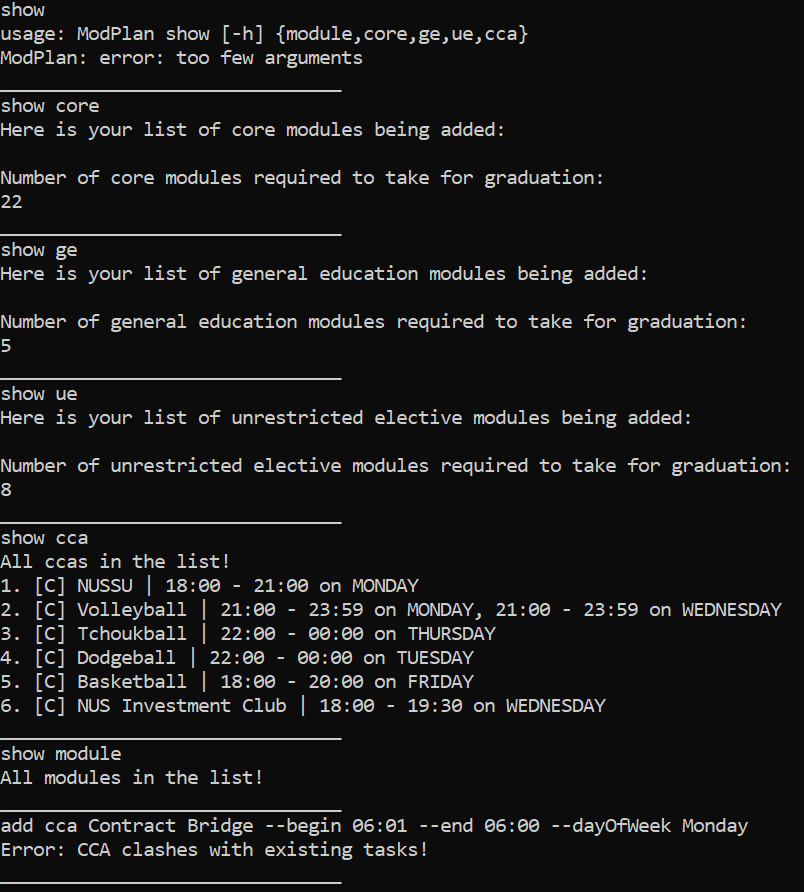 show
usage: ModPlan show [-h] {module,core,ge,ue,cca}
ModPlan: error: too few arguments
_______________________________
show core
Here is your list of core modules being added:

Number of core modules required to take for graduation:
22
_______________________________
show ge
Here is your list of general education modules being added:

Number of general education modules required to take for graduation:
5
_______________________________
show ue
Here is your list of unrestricted elective modules being added:

Number of unrestricted elective modules required to take for graduation:
8
_______________________________
show cca
All ccas in the list!
1. [C] NUSSU | 18:00 - 21:00 on MONDAY
2. [C] Volleyball | 21:00 - 23:59 on MONDAY, 21:00 - 23:59 on WEDNESDAY
3. [C] Tchoukball | 22:00 - 00:00 on THURSDAY
4. [C] Dodgeball | 22:00 - 00:00 on TUESDAY
5. [C] Basketball | 18:00 - 20:00 on FRIDAY
6. [C] NUS Investment Club | 18:00 - 19:30 on WEDNESDAY
_______________________________
show module
All modules in the list!
_______________________________
add cca Contract Bridge --begin 06:01 --end 06:00 --dayOfWeek Monday
Error: CCA clashes with existing tasks!
_______________________________